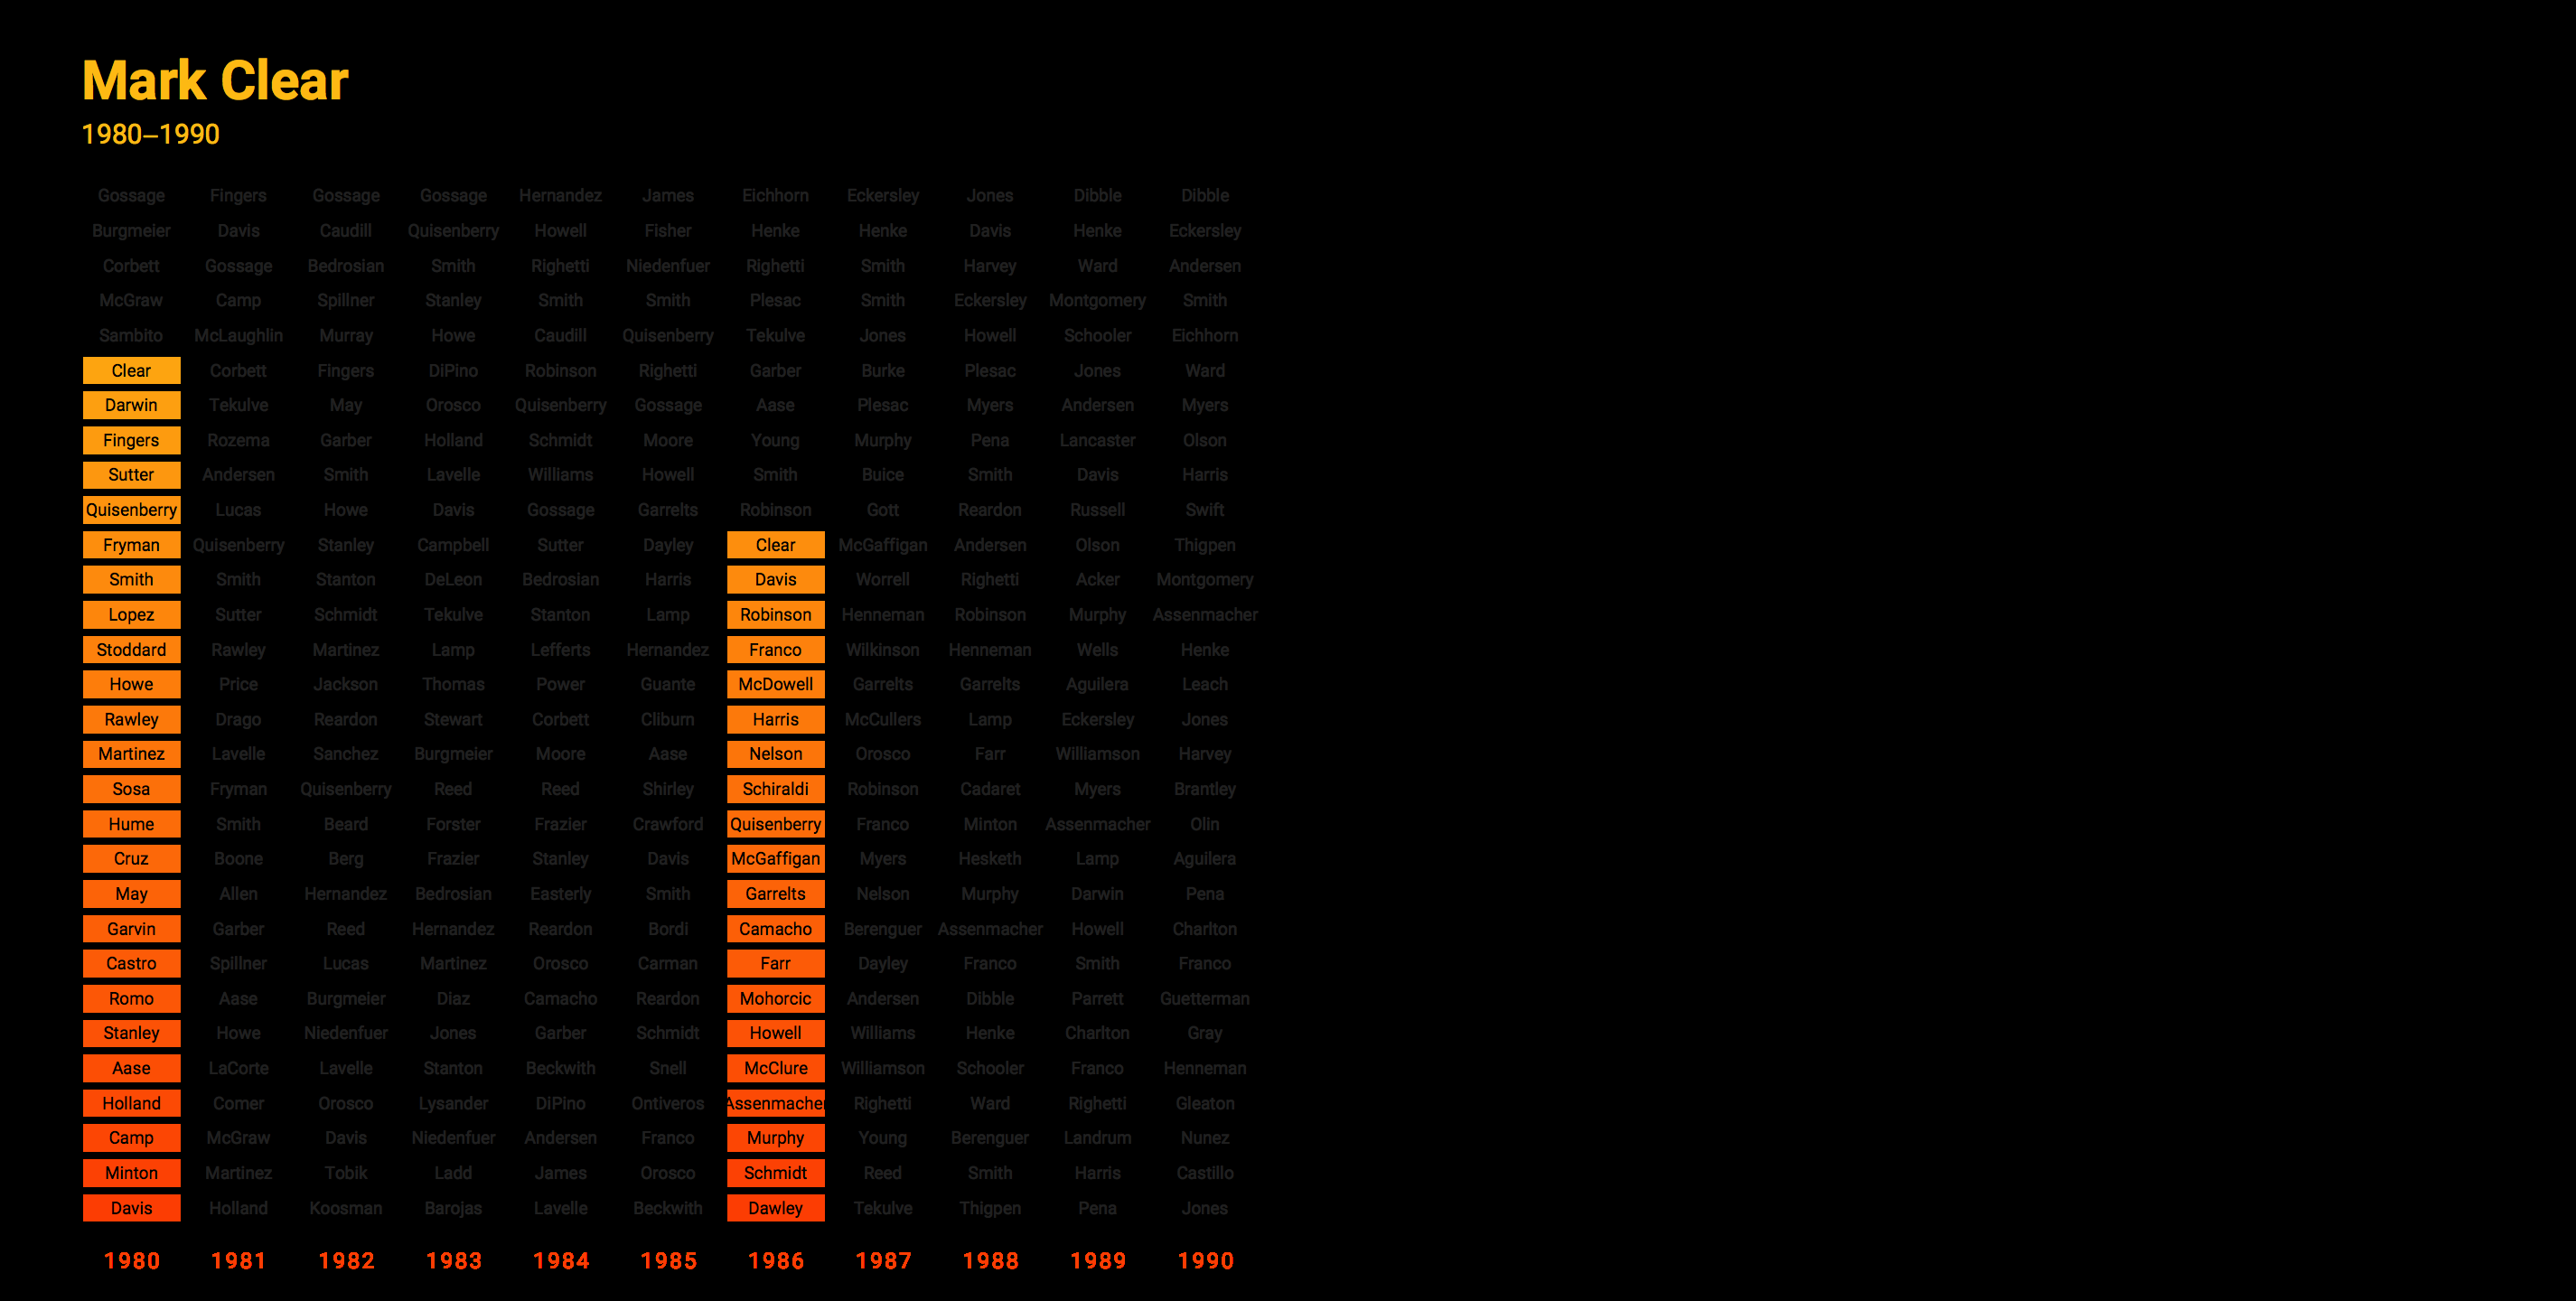 Mark Clear
1980–1990
Gossage Fingers Gossage Gossage Hernandez James Eichhorn Eckersley Jones Dibble Dibble
Burgmeier Davis Caudill Quisenberry Howell Fisher Henke Henke Davis Henke Eckersley
Corbett Gossage Bedrosian Smith Righetti Niedenfuer Righetti Smith Harvey Ward Andersen
McGraw Camp Spillner Stanley Smith Smith Plesac Smith Eckersley Montgomery Smith
Sambito McLaughlin Murray Howe Caudill Quisenberry Tekulve Jones Howell Schooler Eichhorn
Clear Corbett Fingers DiPino Robinson Righetti Garber Burke Plesac Jones Ward
Darwin Tekulve May Orosco Quisenberry Gossage Aase Plesac Myers Andersen Myers
Fingers Rozema Garber Holland Schmidt Moore Young Murphy Pena Lancaster Olson
Sutter Andersen Smith Lavelle Williams Howell Smith Buice Smith Davis Harris
Quisenberry Lucas Howe Davis Gossage Garrelts Robinson Gott Reardon Russell Swift
Fryman Quisenberry Stanley Campbell Sutter Dayley Clear McGaffigan Andersen Olson Thigpen
Smith Smith Stanton DeLeon Bedrosian Harris Davis Worrell Righetti Acker Montgomery
Lopez Sutter Schmidt Tekulve Stanton Lamp Robinson Henneman Robinson Murphy Assenmacher
Stoddard Rawley Martinez Lamp Lefferts Hernandez Franco Wilkinson Henneman Wells Henke
Howe Price Jackson Thomas Power Guante McDowell Garrelts Garrelts Aguilera Leach
Rawley Drago Reardon Stewart Corbett Cliburn Harris McCullers Lamp Eckersley Jones
Martinez Lavelle Sanchez Burgmeier Moore Aase Nelson Orosco Farr Williamson Harvey
Sosa Fryman Quisenberry Reed Reed Shirley Schiraldi Robinson Cadaret Myers Brantley
Hume Smith Beard Forster Frazier Crawford Quisenberry Franco Minton Assenmacher Olin
Cruz Boone Berg Frazier Stanley Davis McGaffigan Myers Hesketh Lamp Aguilera
May Allen Hernandez Bedrosian Easterly Smith Garrelts Nelson Murphy Darwin Pena
Garvin Garber Reed Hernandez Reardon Bordi Camacho Berenguer Assenmacher Howell Charlton
Castro Spillner Lucas Martinez Orosco Carman Farr Dayley Franco Smith Franco
Romo Aase Burgmeier Diaz Camacho Reardon Mohorcic Andersen Dibble Parrett Guetterman
Stanley Howe Niedenfuer Jones Garber Schmidt Howell Williams Henke Charlton Gray
Aase LaCorte Lavelle Stanton Beckwith Snell McClure Williamson Schooler Franco Henneman
Holland Comer Orosco Lysander DiPino Ontiveros Assenmacher Righetti Ward Righetti Gleaton
Camp McGraw Davis Niedenfuer Andersen Franco Murphy Young Berenguer Landrum Nunez
Minton Martinez Tobik Ladd James Orosco Schmidt Reed Smith Harris Castillo
Davis Holland Koosman Barojas Lavelle Beckwith Dawley Tekulve Thigpen Pena Jones
1980 1981 1982 1983 1984 1985 1986 1987 1988 1989 1990